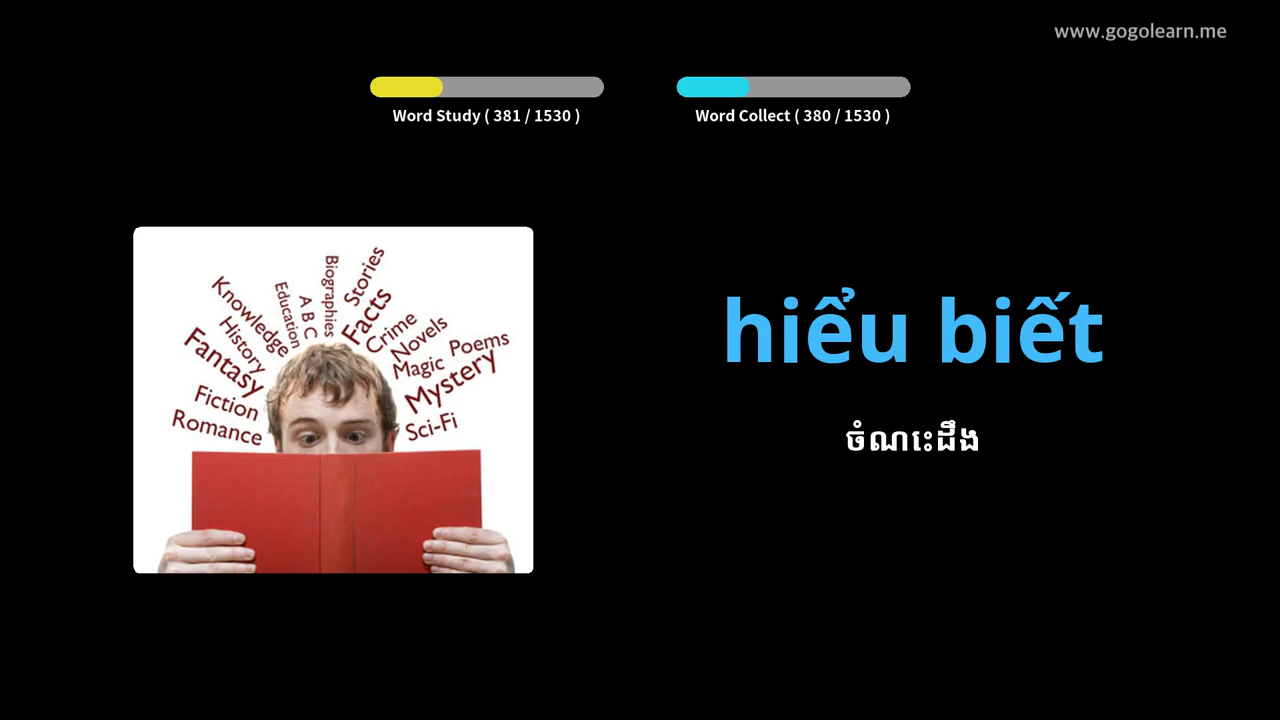 www.gogolearn.me
Word Study ( 381 / 1530 )
Word Collect ( 380 / 1530 )
Knowledge
Education
A B C
Biographies
Stories
Facts
Crime
Novels
Poems
Magic
Mystery
Sci-Fi
History
Fantasy
Fiction
Romance
hiểu biết
ចំណេះដឹង